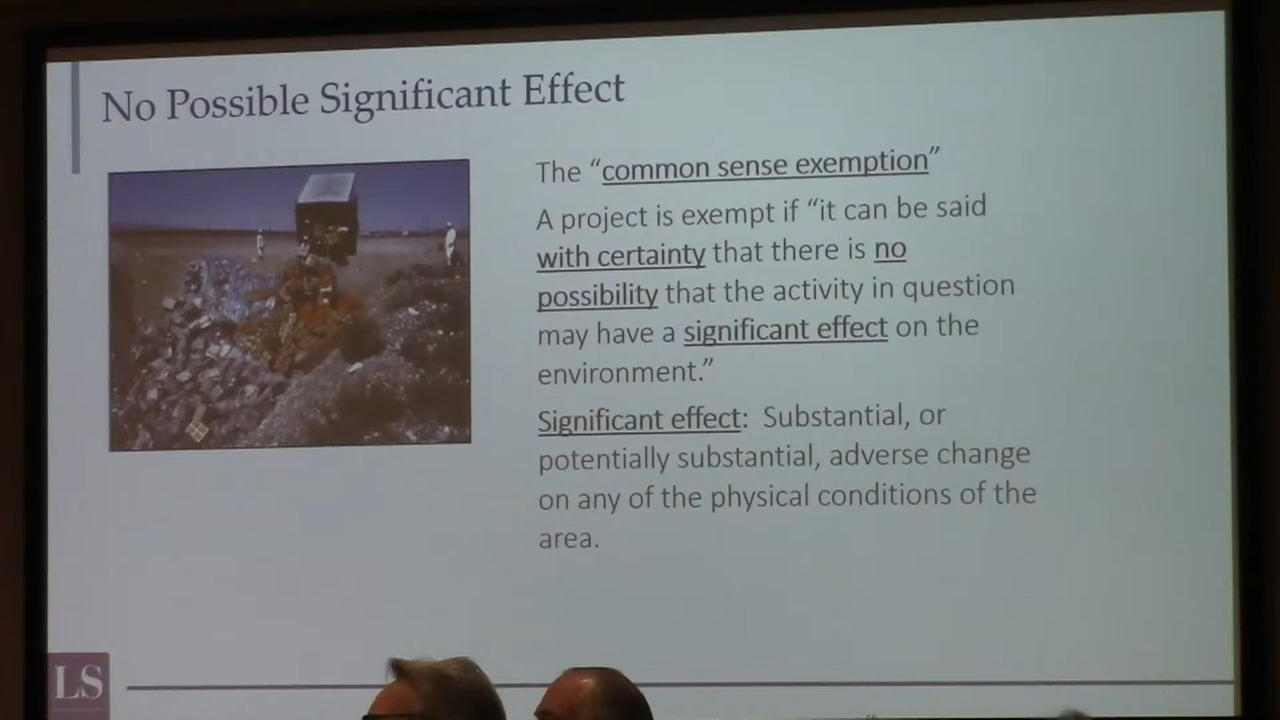 No Possible Significant Effect
The “common sense exemption”
A project is exempt if “it can be said
with certainty that there is no
possibility that the activity in question
may have a significant effect on the
environment.”
Significant effect: Substantial, or
potentially substantial, adverse change
on any of the physical conditions of the
area.
LS